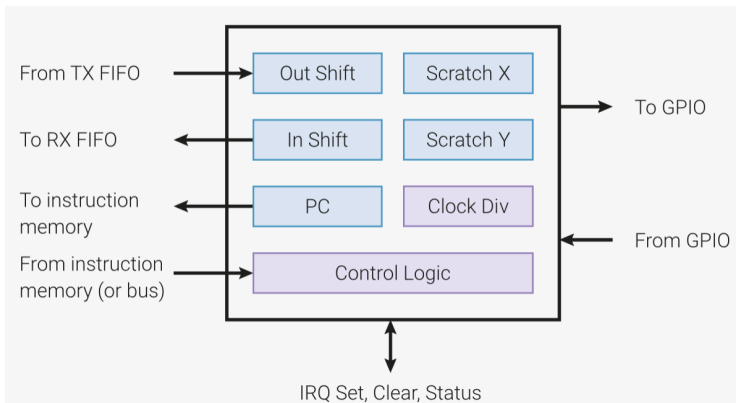 From TX FIFO
Out Shift
Scratch X
To GPIO
To RX FIFO
In Shift
Scratch Y
To instruction
memory
PC
Clock Div
From GPIO
From instruction
memory (or bus)
Control Logic
IRQ Set, Clear, Status